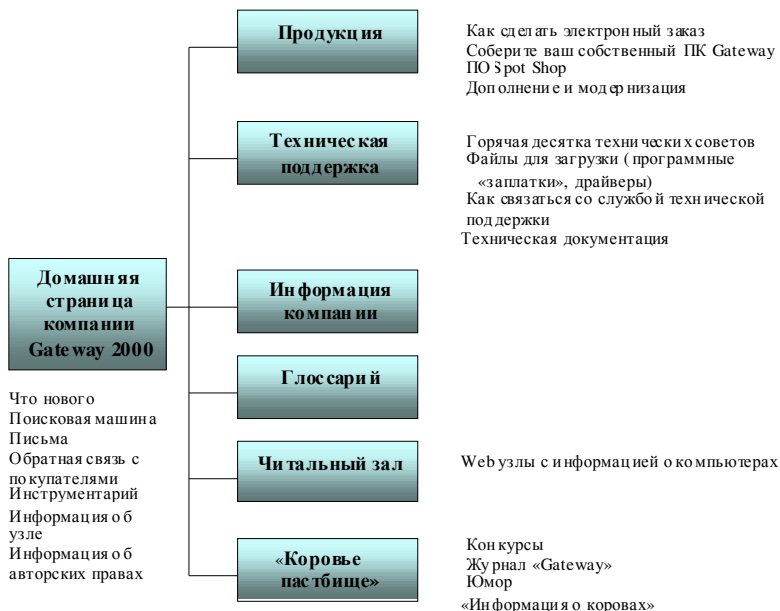 Продукция
Как сделать электронный заказ
Соберите ваш собственный ПК Gateway
ПО Spot Shop
Дополнение и модернизация
Техническая
поддержка
Горячая десятка технических советов
Файлы для загрузки (программные
«заплатки», драйверы)
Как связаться со службой технической
поддержки
Техническая документация
Домашняя
страница
компании
Gateway 2000
Что нового
Поисковая машина
Письма
Обратная связь с
покупателями
Инструментарий
Информация об
узле
Информация об
авторских правах
Информация
компании
Глоссарий
Читальный зал
Web узлы с информацией о компьютерах
«Коровье
пастбище»
Конкурсы
Журнал «Gateway»
Юмор
«Информация о коровах»